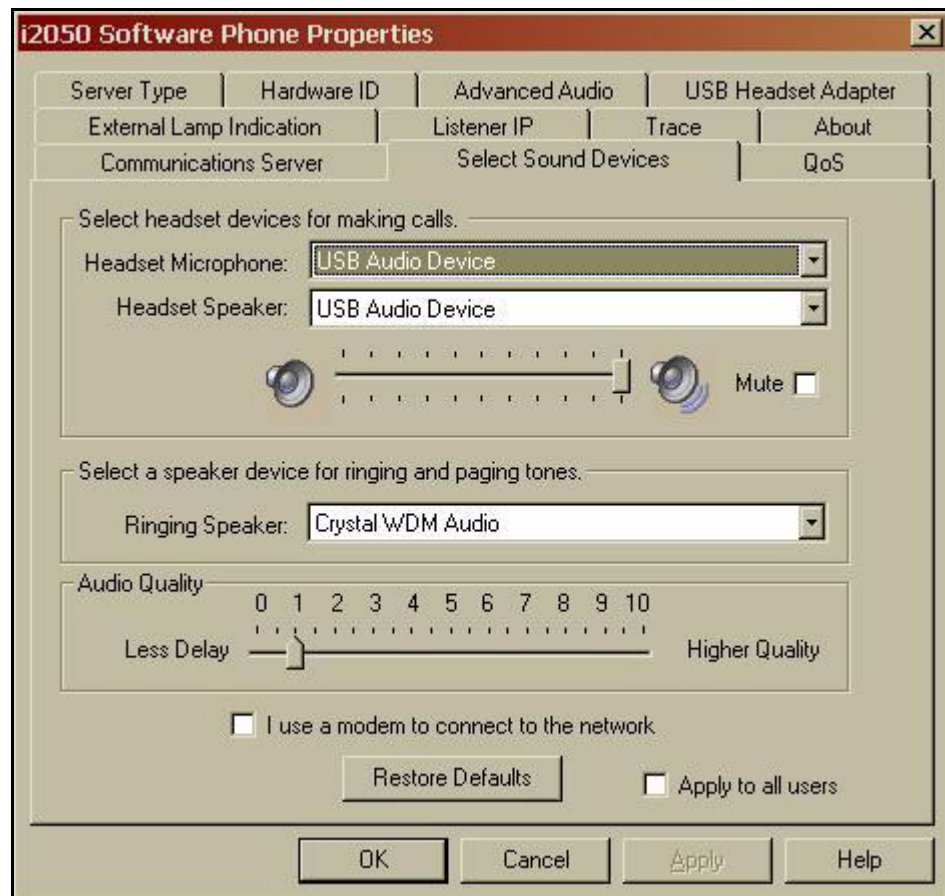 i2050 Software Phone Properties
Server Type Hardware ID Advanced Audio USB Headset Adapter
External Lamp Indication Listener IP Trace About
Communications Server Select Sound Devices QoS
Select headset devices for making calls.
Headset Microphone: USB Audio Device
Headset Speaker: USB Audio Device
Mute
Select a speaker device for ringing and paging tones.
Ringing Speaker: Crystal WDM Audio
Audio Quality
0 1 2 3 4 5 6 7 8 9 10
Less Delay Higher Quality
I use a modem to connect to the network
Restore Defaults Apply to all users
OK Cancel Apply Help